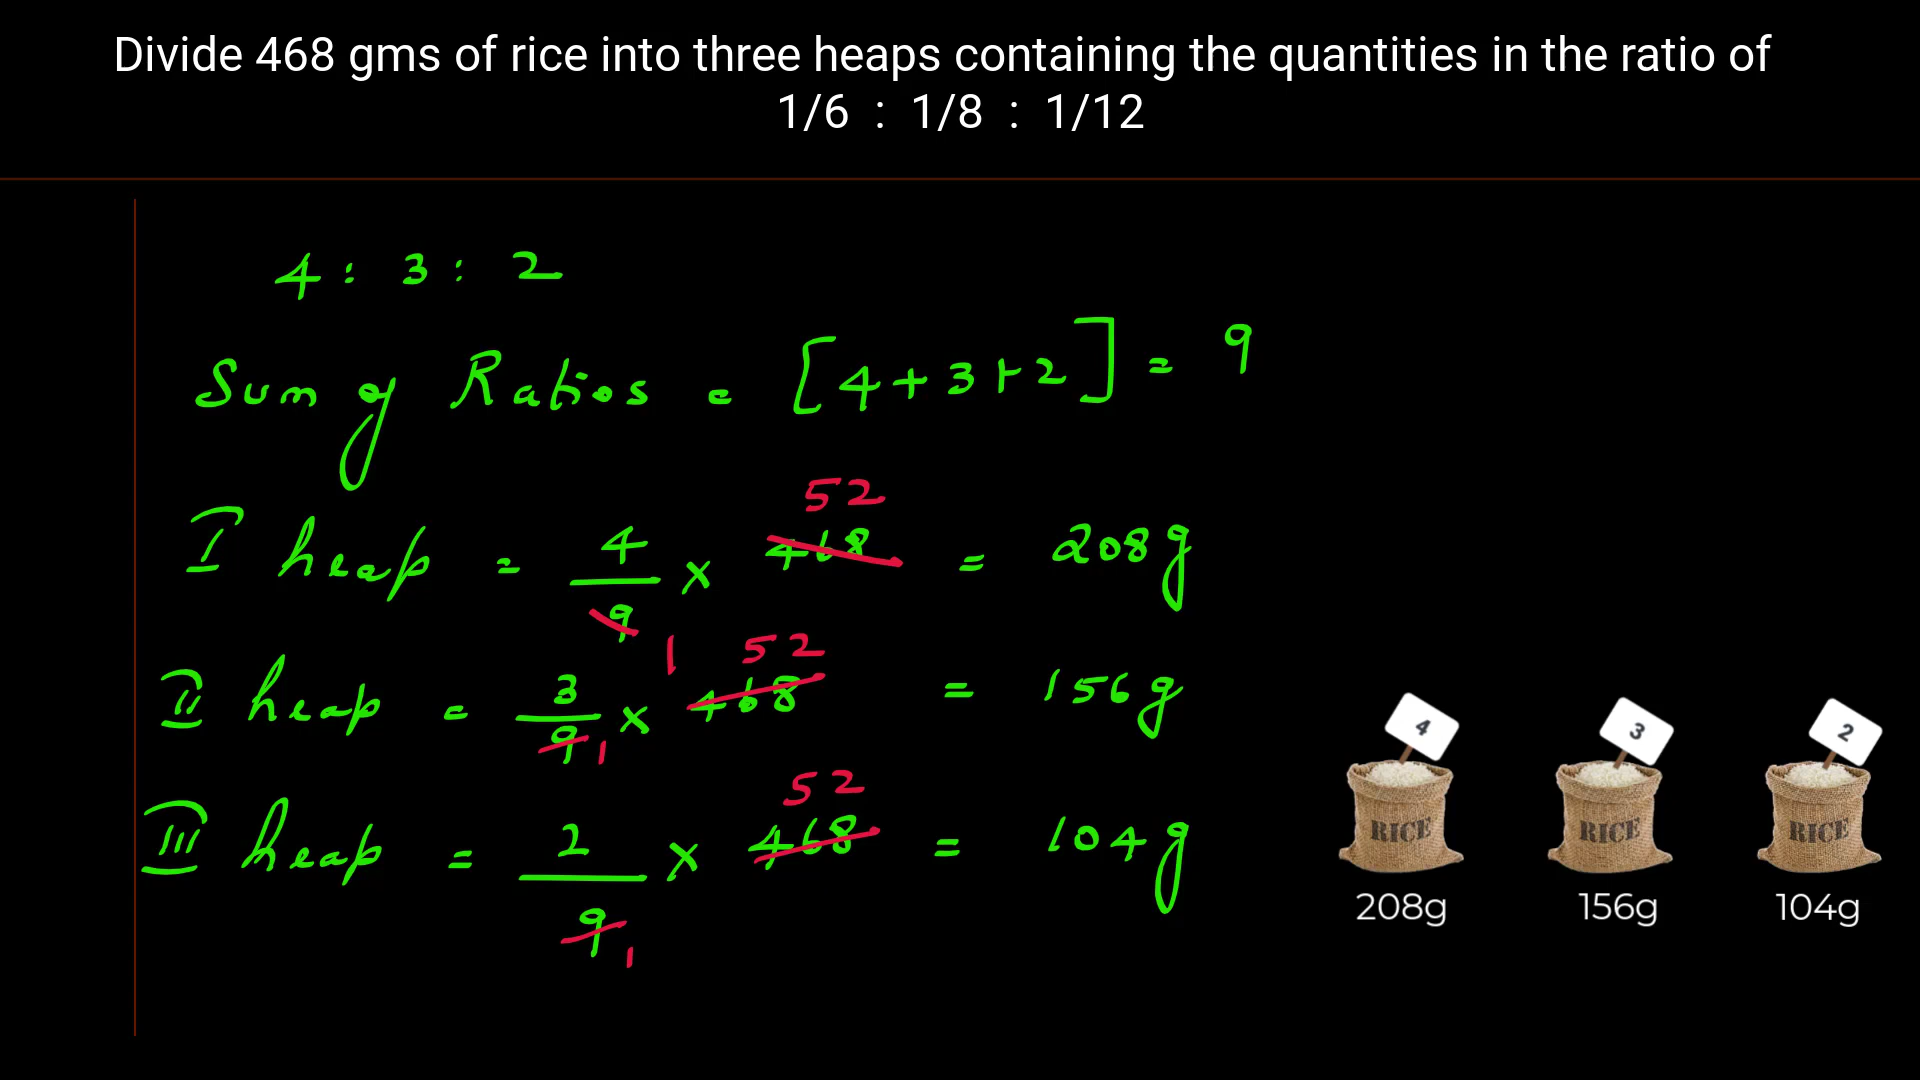 Divide 468 gms of rice into three heaps containing the quantities in the ratio of
1/6 : 1/8 : 1/12
4 : 3 : 2
Sum of Ratios = [4+3+2] = 9
52
I heap = 4/9 x 468 = 208g
1
52
II heap = 3/9 x 468 = 156g
1
52
III heap = 2/9 x 468 = 104g
1
4 3 2
RICE RICE RICE
208g 156g 104g